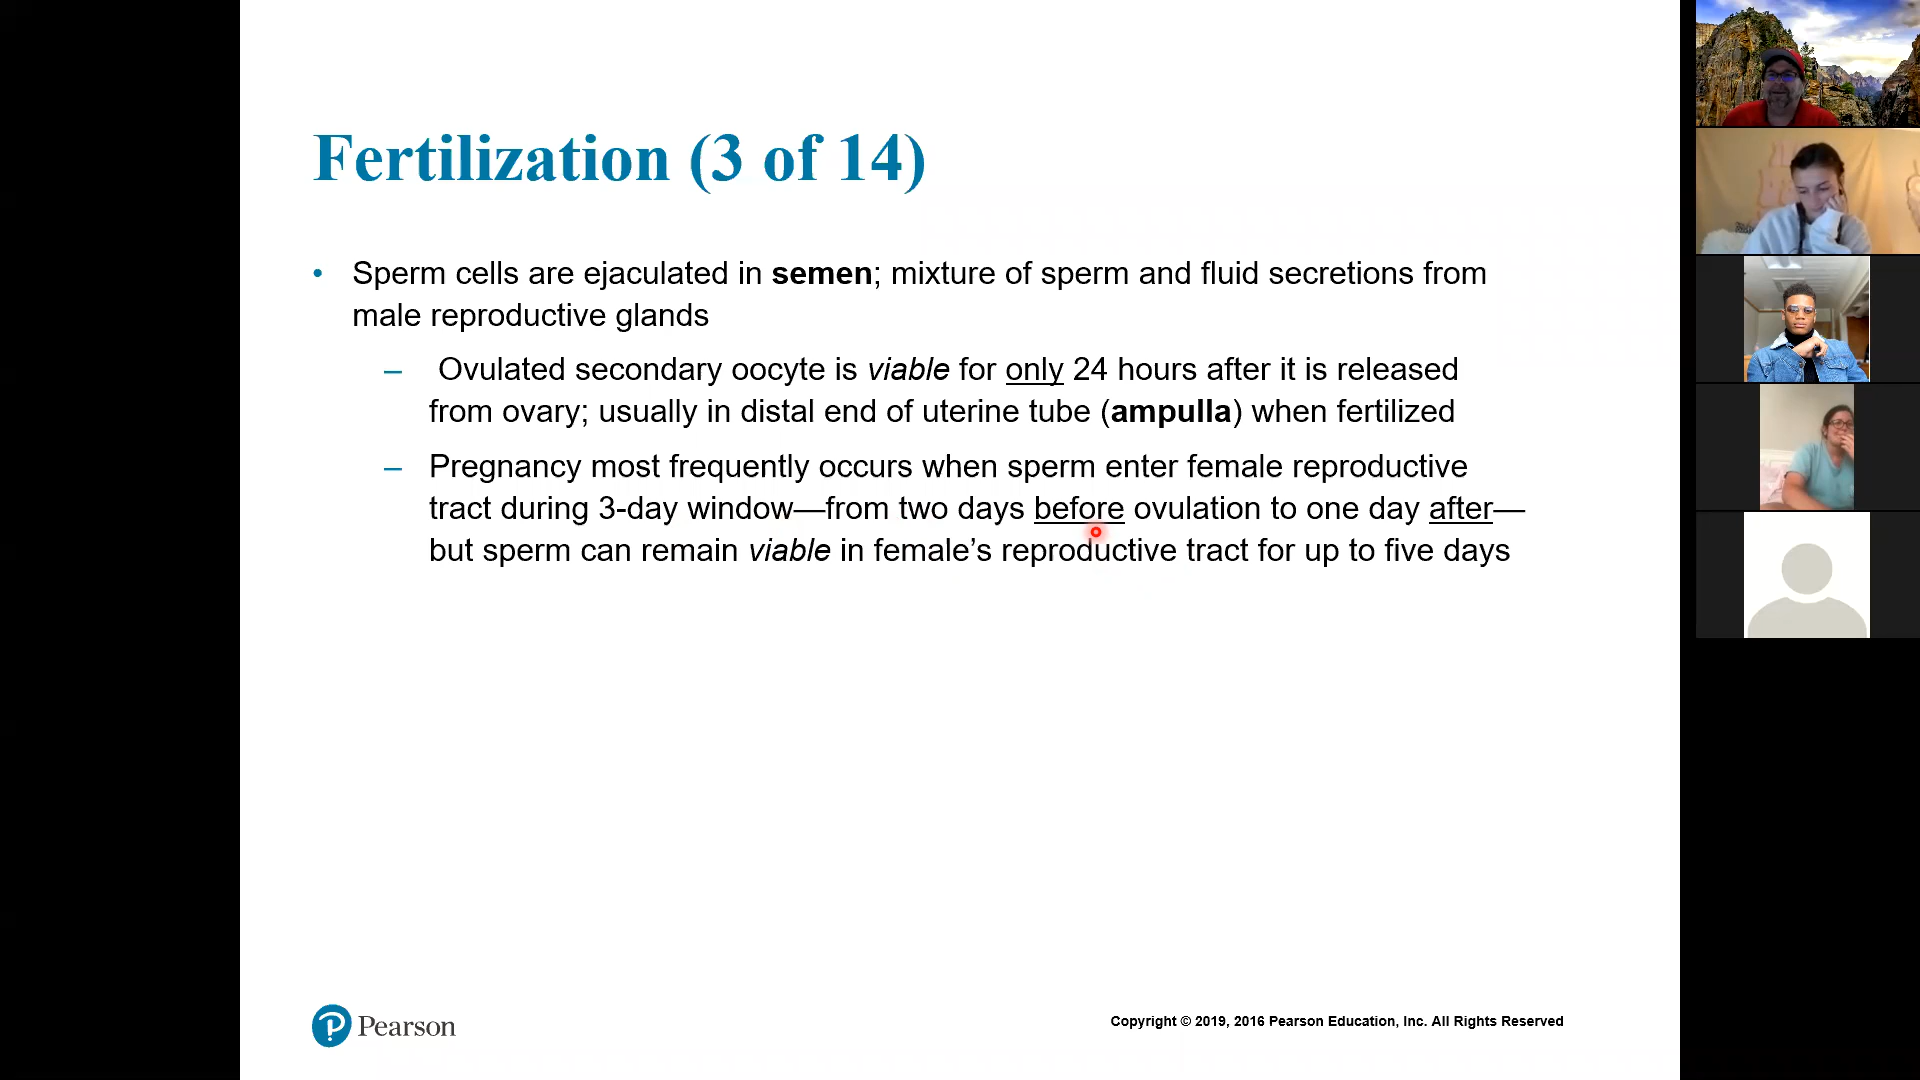 Fertilization (3 of 14)
• Sperm cells are ejaculated in semen; mixture of sperm and fluid secretions from
male reproductive glands
– Ovulated secondary oocyte is viable for only 24 hours after it is released
from ovary; usually in distal end of uterine tube (ampulla) when fertilized
– Pregnancy most frequently occurs when sperm enter female reproductive
tract during 3-day window—from two days before ovulation to one day after—
but sperm can remain viable in female’s reproductive tract for up to five days
P Pearson
Copyright © 2019, 2016 Pearson Education, Inc. All Rights Reserved